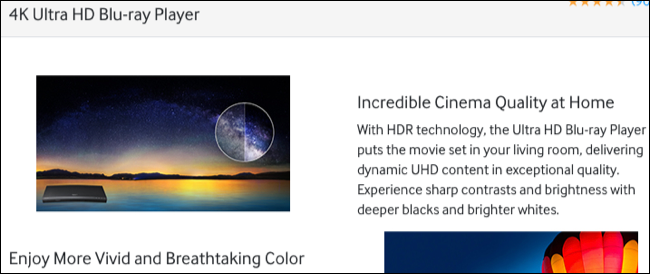 4K Ultra HD Blu-ray Player
Incredible Cinema Quality at Home
With HDR technology, the Ultra HD Blu-ray Player
puts the movie set in your living room, delivering
dynamic UHD content in exceptional quality.
Experience sharp contrasts and brightness with
deeper blacks and brighter whites.
Enjoy More Vivid and Breathtaking Color